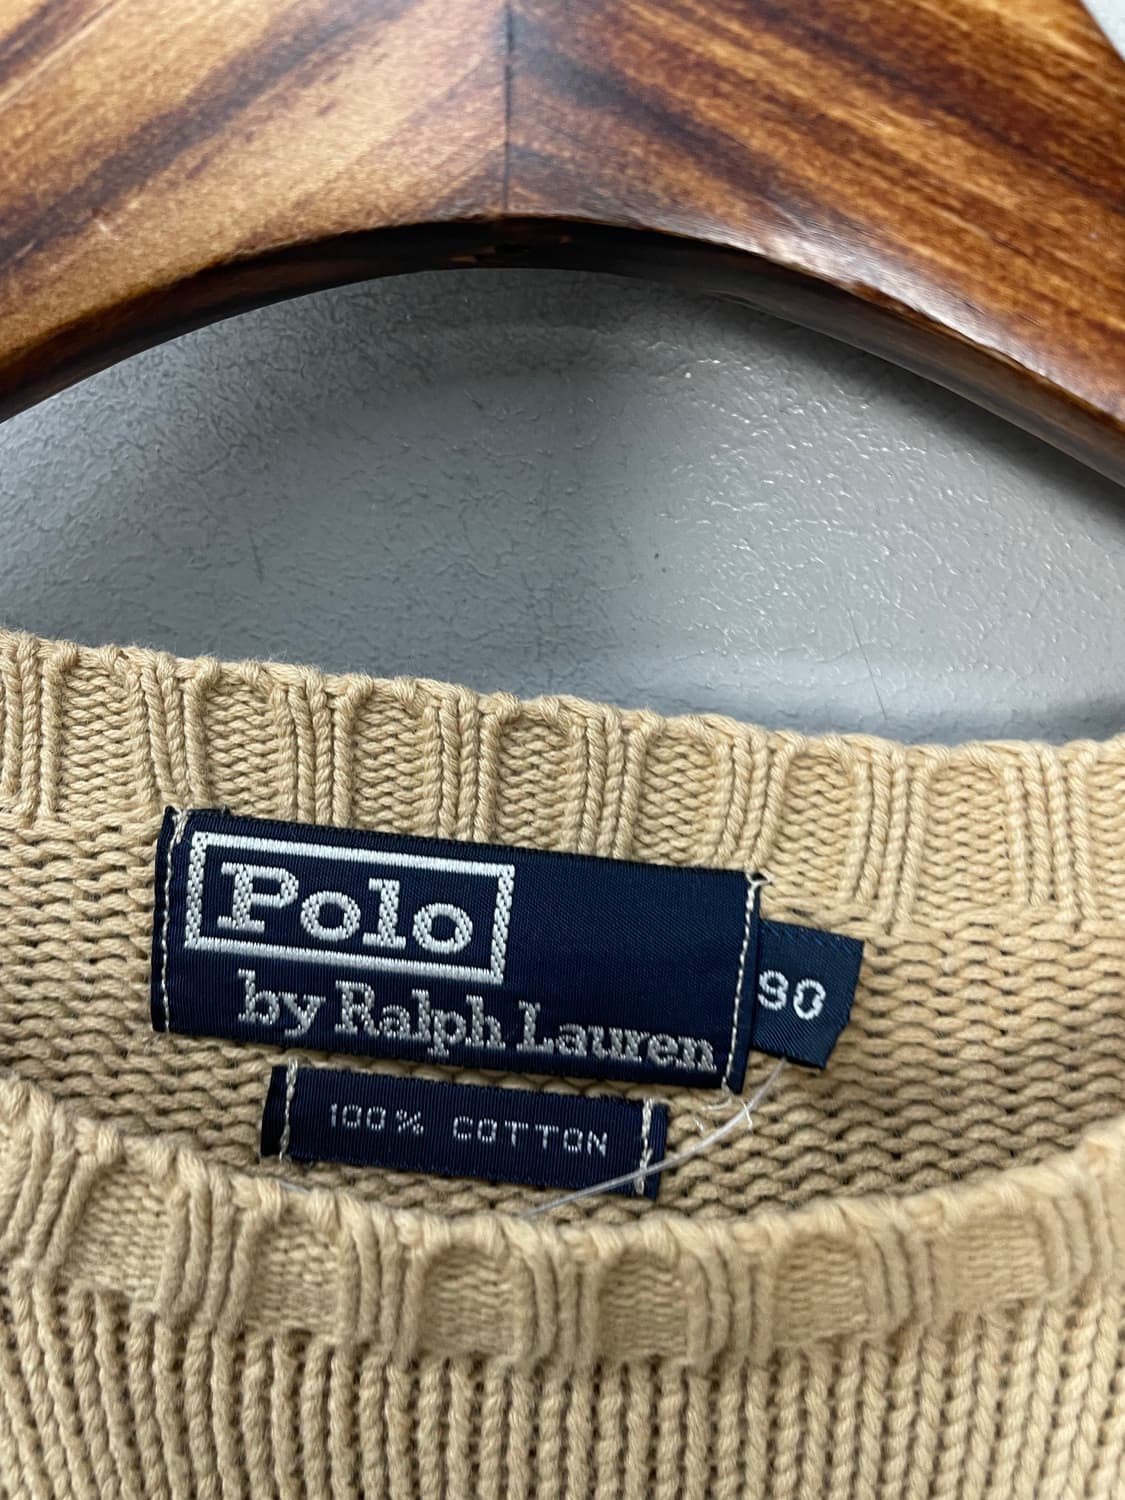 Polo
by Ralph Lauren
90
100% COTTON